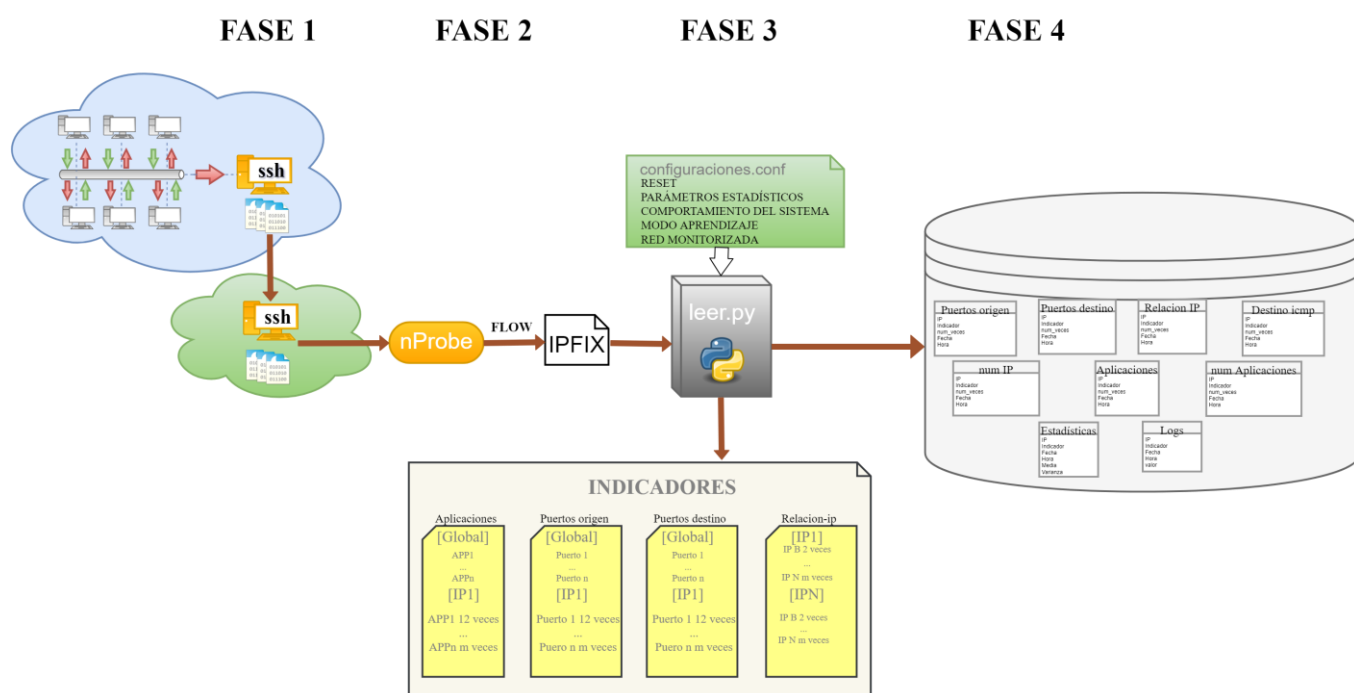 FASE 1
FASE 2
FASE 3
FASE 4
ssh
ssh
nProbe
FLOW
IPFIX
configuraciones.conf
RESET
PARÁMETROS ESTADÍSTICOS
COMPORTAMIENTO DEL SISTEMA
MODO APRENDIZAJE
RED MONITORIZADA
leer.py
INDICADORES
Aplicaciones
[Global]
APP1
...
APPn
[IP1]
APP1 12 veces
...
APPn m veces
Puertos origen
[Global]
Puerto 1
...
Puerto n
[IP1]
Puerto 1 12 veces
...
Puero n m veces
Puertos destino
[Global]
Puerto 1
...
Puerto n
[IP1]
Puerto 1 12 veces
...
Puero n m veces
Relacion-ip
[IP1]
IP B 2 veces
...
IP N m veces
[IPN]
IP B 2 veces
...
IP N m veces
Puertos origen
IP
Indicador
num_veces
Fecha
Hora
Puertos destino
IP
Indicador
num_veces
Fecha
Hora
Relacion IP
IP
Indicador
num_veces
Fecha
Hora
Destino icmp
IP
Indicador
num_veces
Fecha
Hora
num IP
IP
Indicador
num_veces
Fecha
Hora
Aplicaciones
IP
Indicador
num_veces
Fecha
Hora
num Aplicaciones
IP
Indicador
num_veces
Fecha
Hora
Estadísticas
IP
Indicador
Fecha
Hora
Media
Varianza
Logs
IP
Indicador
Fecha
Hora
valor